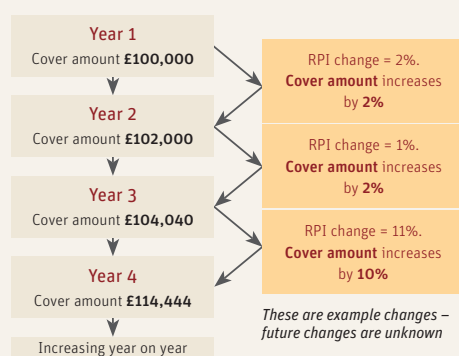 Year 1
Cover amount £100,000
RPI change = 2%.
Cover amount increases
by 2%
Year 2
Cover amount £102,000
RPI change = 1%.
Cover amount increases
by 2%
Year 3
Cover amount £104,040
RPI change = 11%.
Cover amount increases
by 10%
Year 4
Cover amount £114,444
These are example changes –
future changes are unknown
Increasing year on year